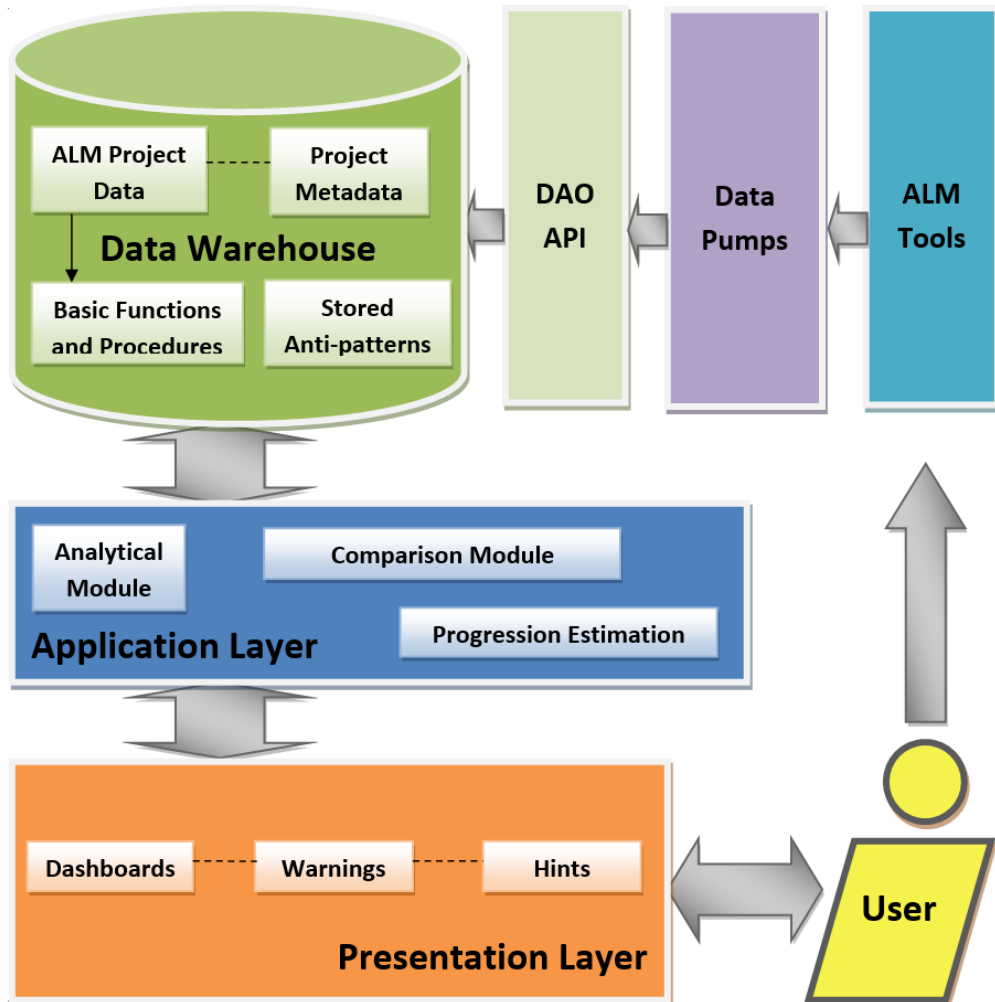 ALM Project
Data
Project
Metadata
Data Warehouse
Basic Functions
and Procedures
Stored
Anti-patterns
DAO
API
Data
Pumps
ALM
Tools
Analytical
Module
Comparison Module
Progression Estimation
Application Layer
Dashboards
Warnings
Hints
Presentation Layer
User